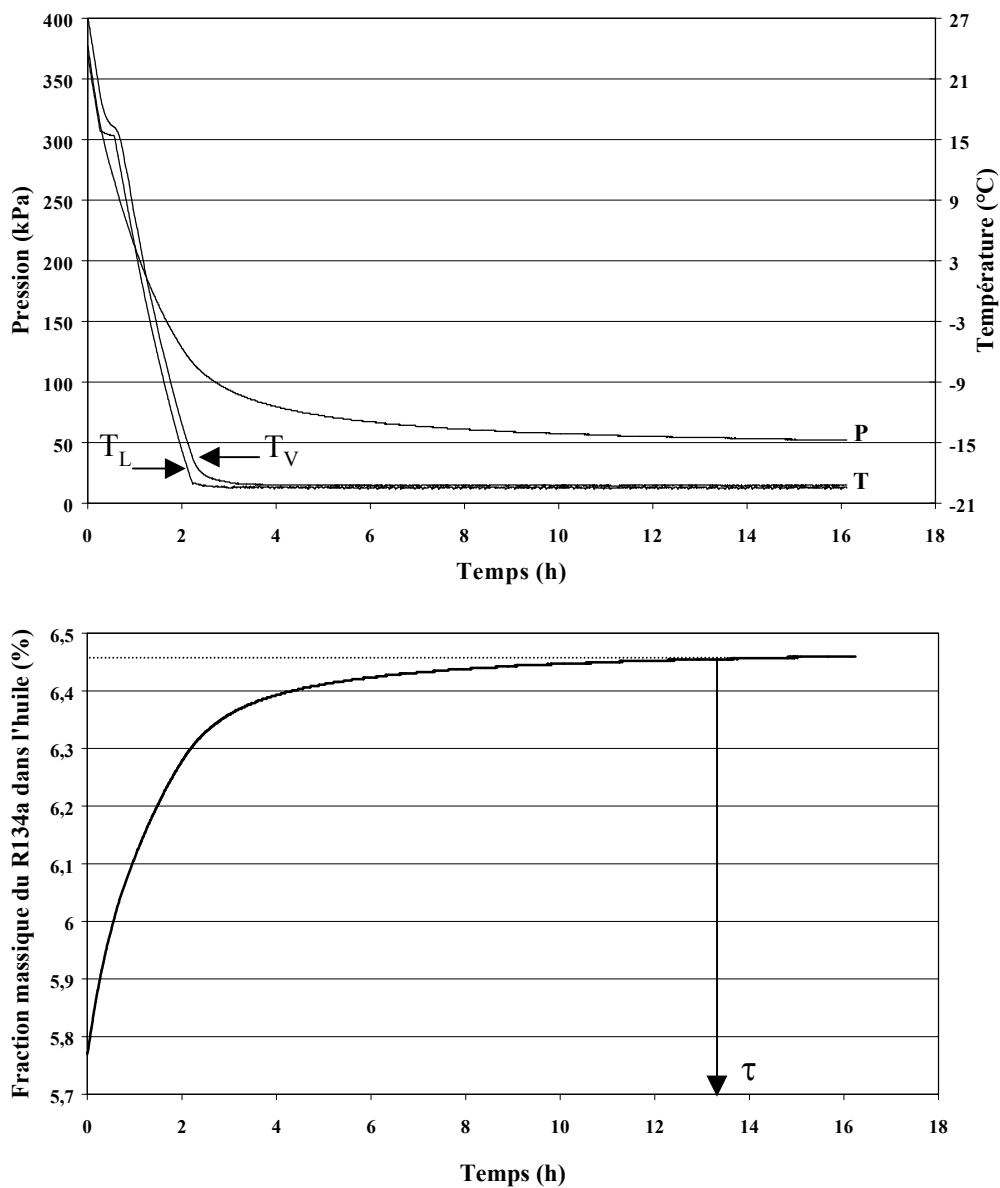 400
350
300
250
200
150
100
50
0
Pression (kPa)
27
21
15
9
3
-3
-9
-15
-21
Température (°C)
T_L
T_V
P
T
0 2 4 6 8 10 12 14 16 18
Temps (h)
6,5
6,4
6,3
6,2
6,1
6
5,9
5,8
5,7
Fraction massique du R134a dans l'huile (%)
τ
0 2 4 6 8 10 12 14 16 18
Temps (h)